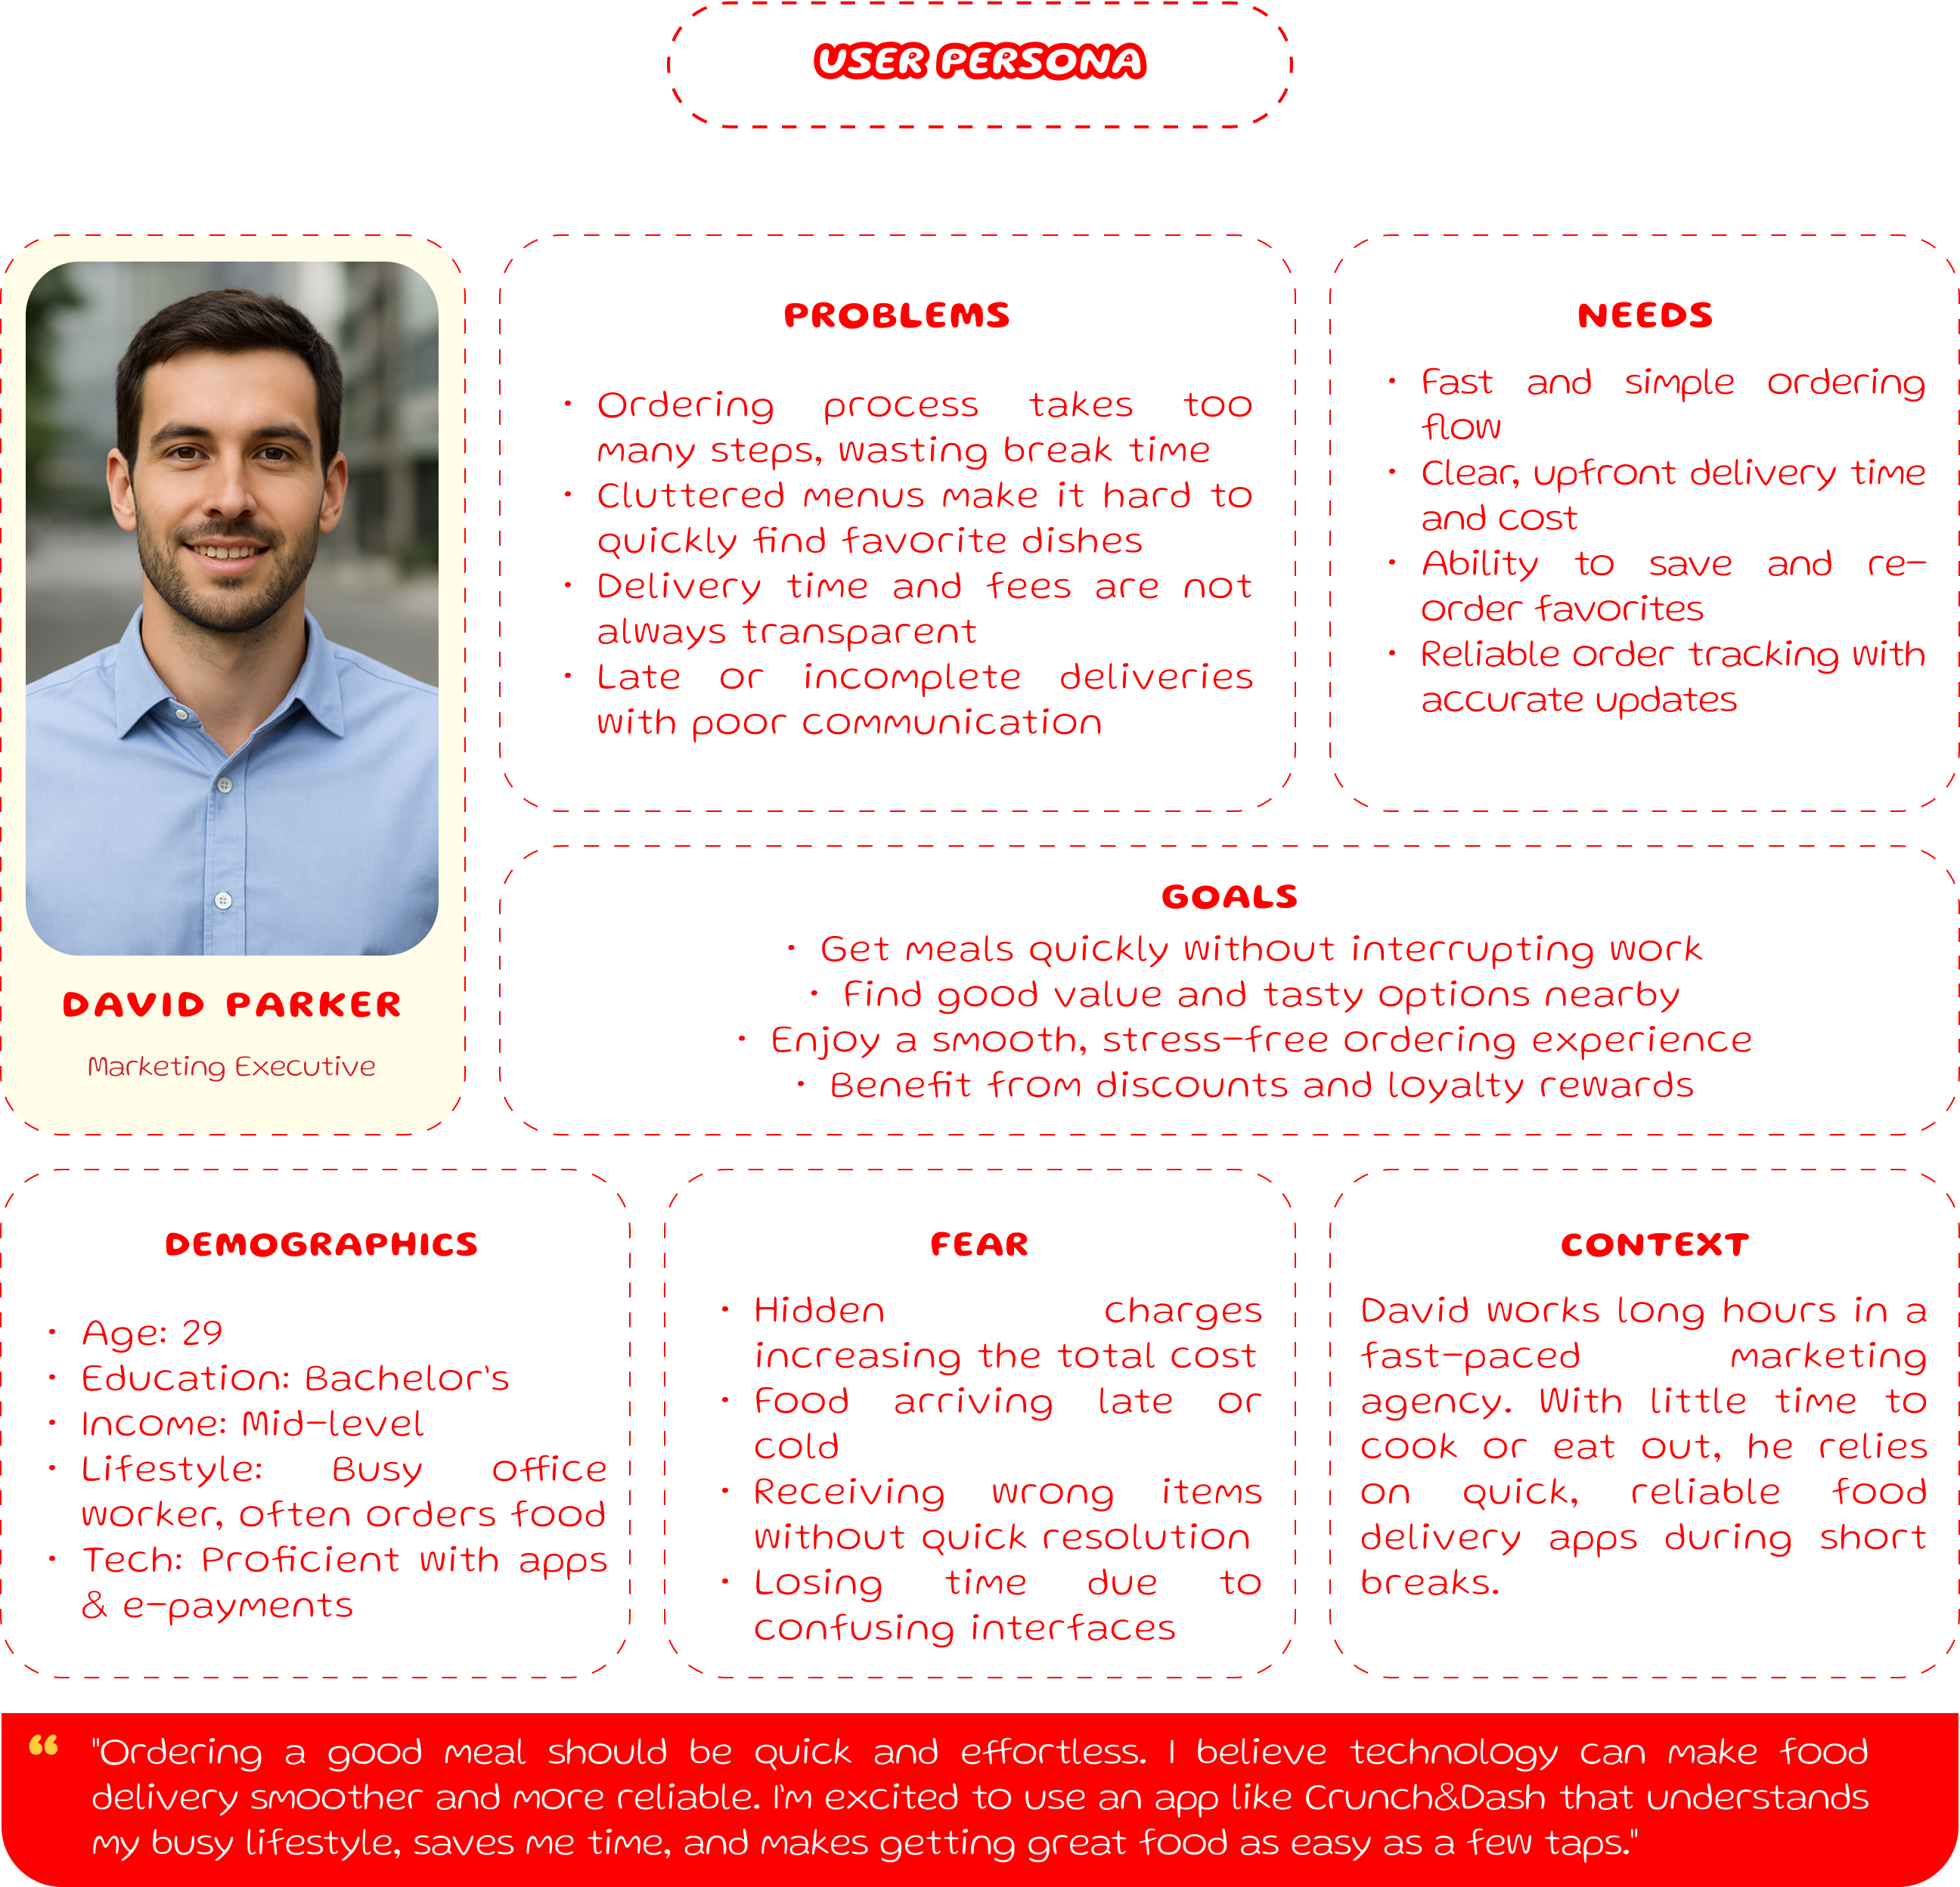 USER PERSONA
PROBLEMS
• Ordering process takes too
many steps, wasting break time
• Cluttered menus make it hard to
quickly find favorite dishes
• Delivery time and fees are not
always transparent
• Late or incomplete deliveries
with poor communication
NEEDS
• Fast and simple ordering
flow
• Clear, upfront delivery time
and cost
• Ability to save and re-
order favorites
• Reliable order tracking with
accurate updates
DAVID PARKER
Marketing Executive
GOALS
• Get meals quickly without interrupting work
• Find good value and tasty options nearby
• Enjoy a smooth, stress-free ordering experience
• Benefit from discounts and loyalty rewards
DEMOGRAPHICS
• Age: 29
• Education: Bachelor's
• Income: Mid-level
• Lifestyle: Busy office
worker, often orders food
• Tech: Proficient with apps
& e-payments
FEAR
• Hidden charges
increasing the total cost
• Food arriving late or
cold
• Receiving wrong items
without quick resolution
• Losing time due to
confusing interfaces
CONTEXT
David works long hours in a
fast-paced marketing
agency. With little time to
cook or eat out, he relies
on quick, reliable food
delivery apps during short
breaks.
“ "Ordering a good meal should be quick and effortless. I believe technology can make food
delivery smoother and more reliable. I'm excited to use an app like Crunch&Dash that understands
my busy lifestyle, saves me time, and makes getting great food as easy as a few taps."